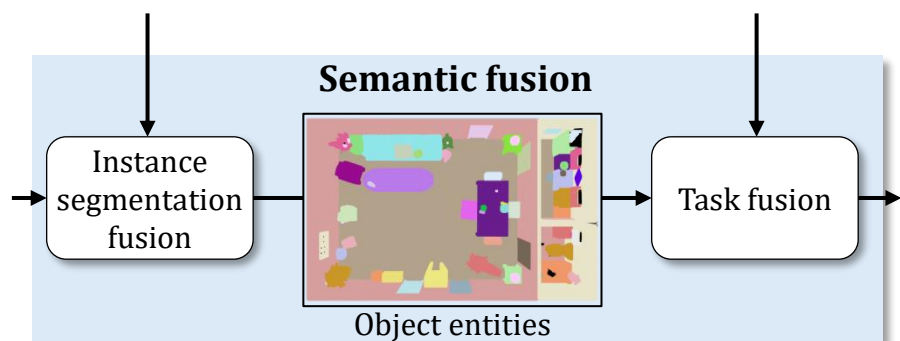 Semantic fusion
Instance
segmentation
fusion
Task fusion
Object entities